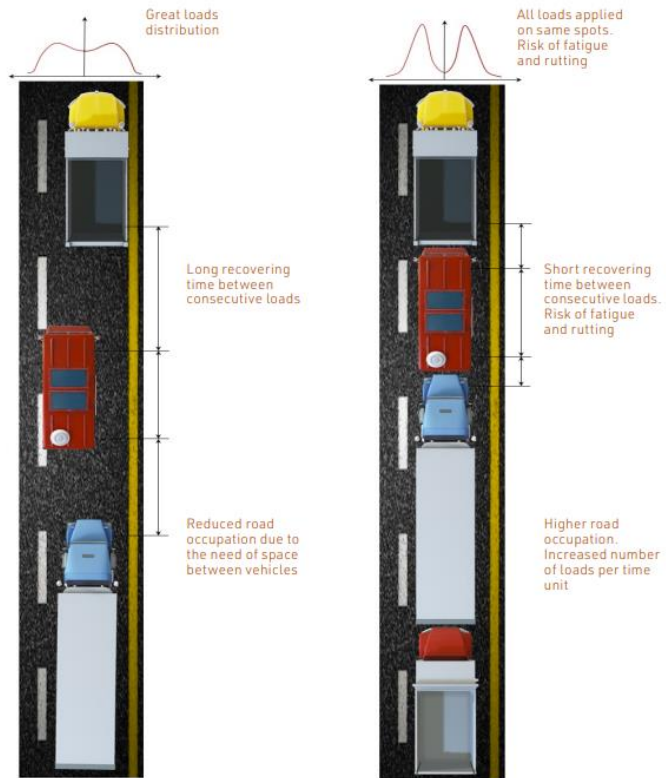 Great loads
distribution
All loads applied
on same spots.
Risk of fatigue
and rutting
Long recovering
time between
consecutive loads
Short recovering
time between
consecutive loads.
Risk of fatigue
and rutting
Reduced road
occupation due to
the need of space
between vehicles
Higher road
occupation.
Increased number
of loads per time
unit